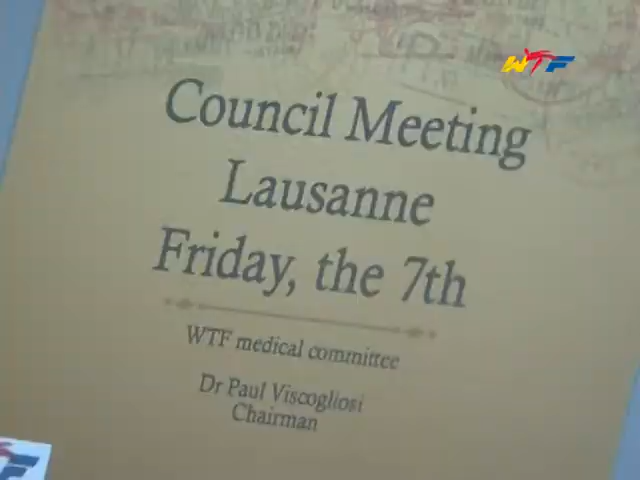 WTF
Council Meeting
Lausanne
Friday, the 7th
WTF medical committee
Dr Paul Viscogliosi
Chairman